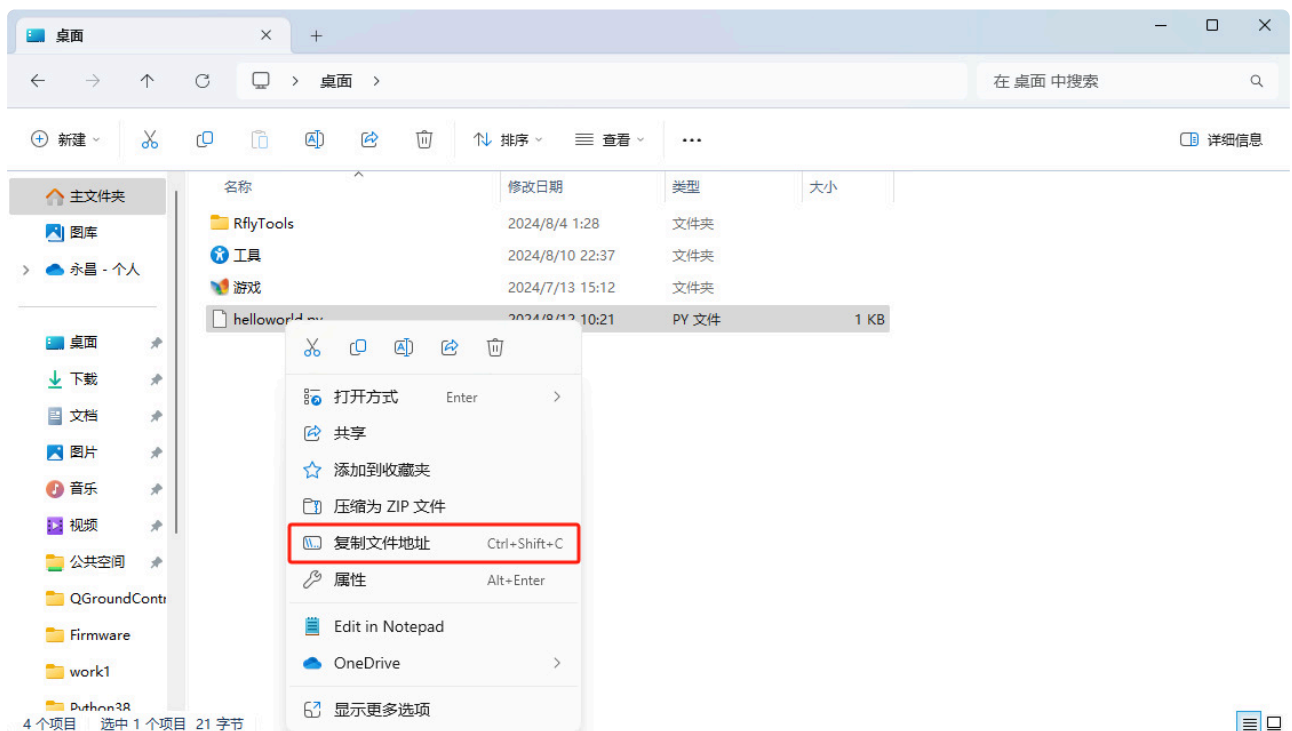 桌面
桌面
在 桌面 中搜索
新建
排序
查看
详细信息
名称 修改日期 类型 大小
主文件夹
图库
永昌 - 个人
桌面
下载
文档
图片
音乐
视频
公共空间
QGroundContr
Firmware
work1
Python38
RflyTools 2024/8/4 1:28 文件夹
工具 2024/8/10 22:37 文件夹
游戏 2024/7/13 15:12 文件夹
helloworld.py 2024/8/12 10:21 PY 文件 1 KB
打开方式 Enter
共享
添加到收藏夹
压缩为 ZIP 文件
复制文件地址 Ctrl+Shift+C
属性 Alt+Enter
Edit in Notepad
OneDrive
显示更多选项
4 个项目 选中 1 个项目 21 字节